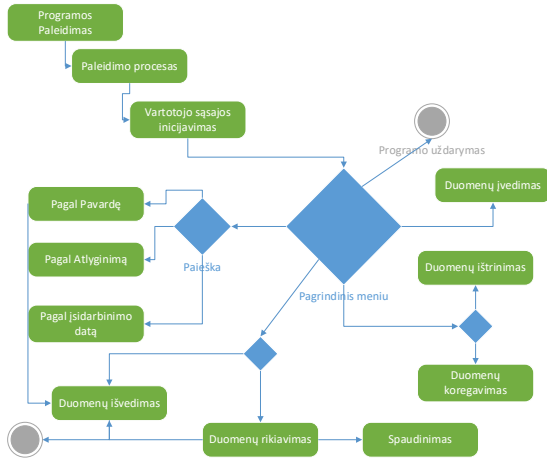 Programos
Paleidimas
Paleidimo procesas
Vartotojo sąsajos
inicijavimas
Programo uždarymas
Duomenų įvedimas
Pagal Pavardę
Pagal Atlyginimą
Paieška
Duomenų ištrinimas
Pagrindinis meniu
Pagal įsidarbinimo
datą
Duomenų
koregavimas
Duomenų išvedimas
Duomenų rikiavimas
Spaudinimas